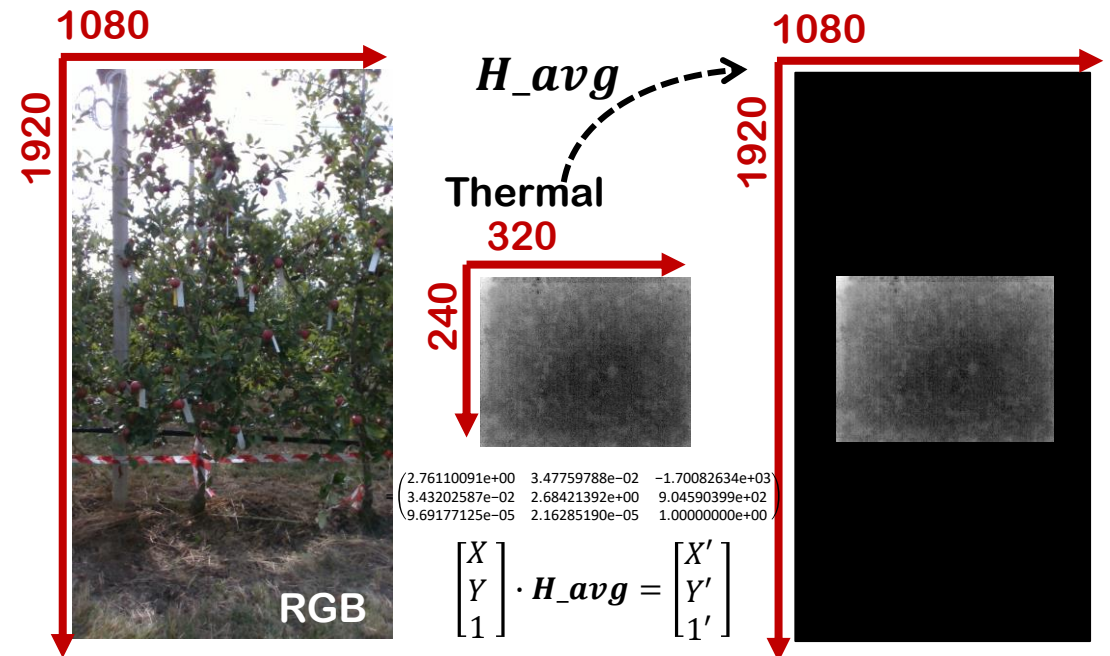 1080
1920
RGB
H_avg
Thermal
320
240
(2.76110091e+00 3.47759788e−02 −1.70082634e+03
3.43202587e−02 2.68421392e+00 9.04590399e+02
9.69177125e−05 2.16285190e−05 1.00000000e+00)
[X Y 1] · H_avg = [X′ Y′ 1′]
1080
1920